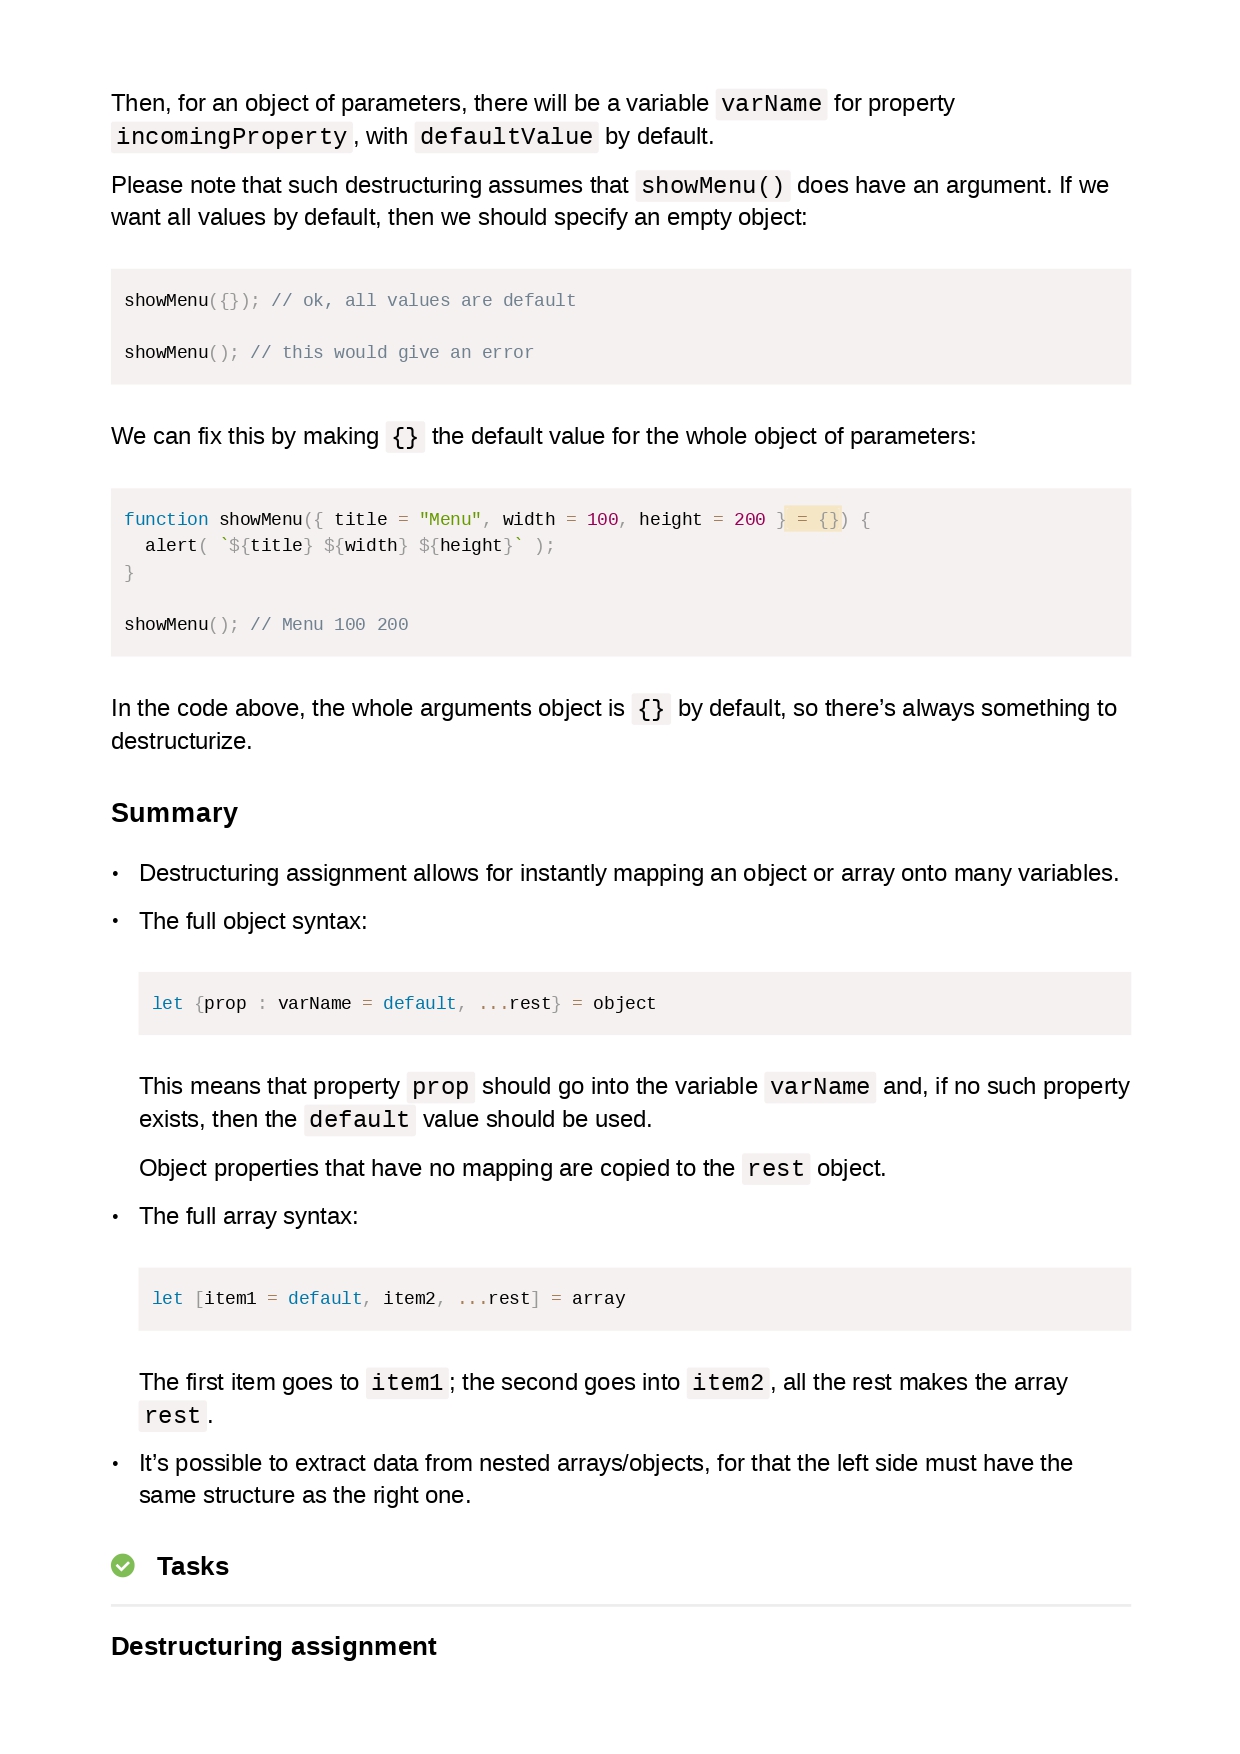 Then, for an object of parameters, there will be a variable varName for property
incomingProperty, with defaultValue by default.
Please note that such destructuring assumes that showMenu() does have an argument. If we
want all values by default, then we should specify an empty object:
showMenu({}); // ok, all values are default
showMenu(); // this would give an error
We can fix this by making {} the default value for the whole object of parameters:
function showMenu({ title = "Menu", width = 100, height = 200 } = {}) {
  alert( `${title} ${width} ${height}` );
}
showMenu(); // Menu 100 200
In the code above, the whole arguments object is {} by default, so there’s always something to
destructurize.
Summary
• Destructuring assignment allows for instantly mapping an object or array onto many variables.
• The full object syntax:
let {prop : varName = default, ...rest} = object
This means that property prop should go into the variable varName and, if no such property
exists, then the default value should be used.
Object properties that have no mapping are copied to the rest object.
• The full array syntax:
let [item1 = default, item2, ...rest] = array
The first item goes to item1; the second goes into item2, all the rest makes the array
rest.
• It’s possible to extract data from nested arrays/objects, for that the left side must have the
same structure as the right one.
Tasks
Destructuring assignment